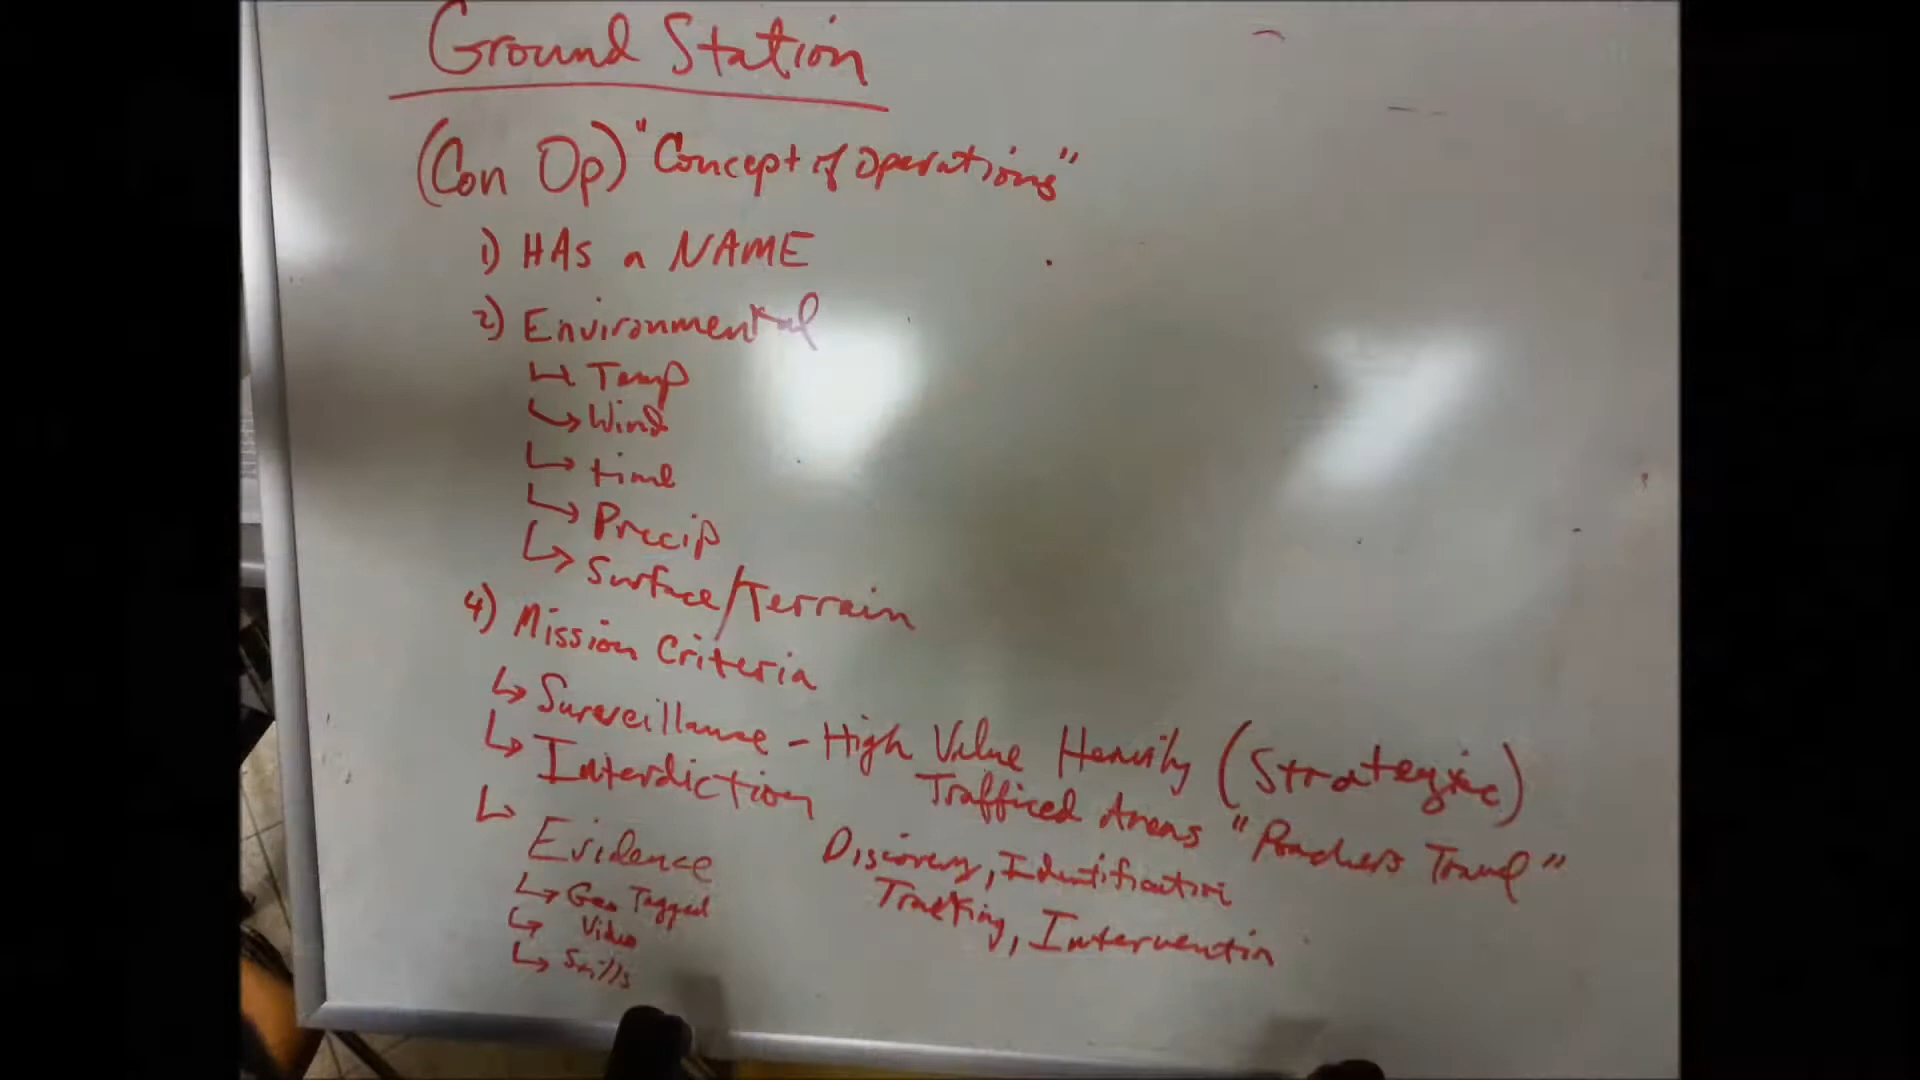 Ground Station
(Con Op) "Concept of Operations"
1) HAS a NAME
2) Environmental
↳ Temp
↳ Wind
↳ time
↳ Precip
↳ Surface/Terrain
4) Mission Criteria
↳ Surveillance - High Value Heavily (Strategic)
Trafficed Areas "Poachers Travel"
↳ Interdiction
Discovery, Identification
Tracking, Intervention
↳ Evidence
↳ Geo Tagged
↳ Video
↳ Stills